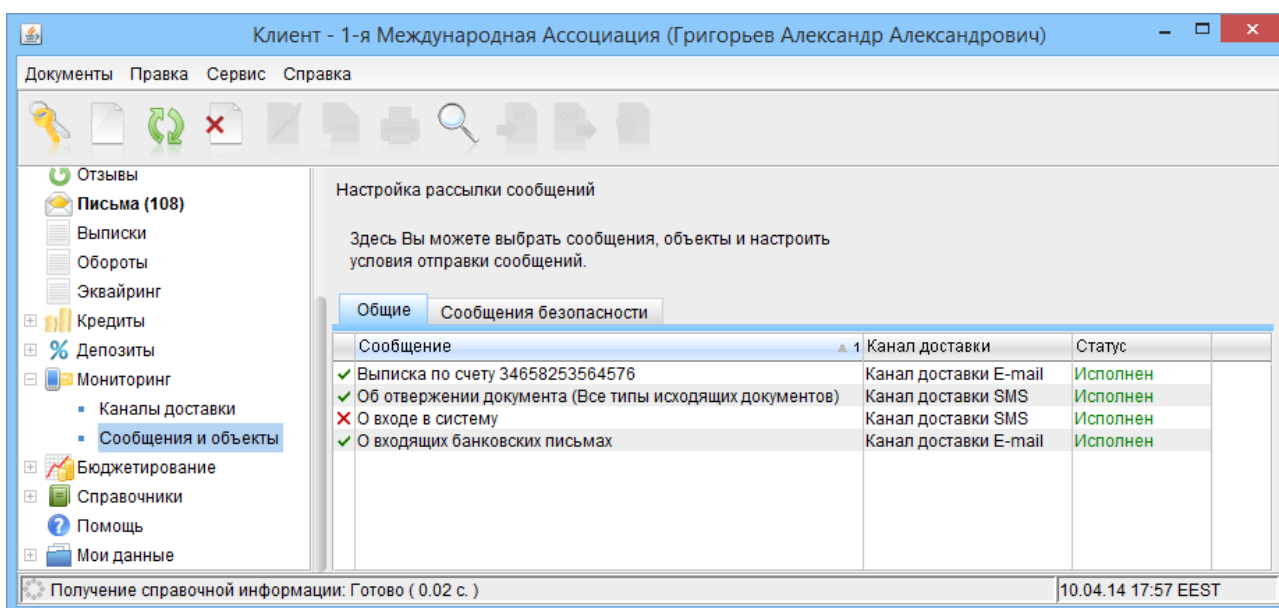 Клиент - 1-я Международная Ассоциация (Григорьев Александр Александрович)
Документы Правка Сервис Справка
Отзывы
Письма (108)
Выписки
Обороты
Эквайринг
Кредиты
Депозиты
Мониторинг
Каналы доставки
Сообщения и объекты
Бюджетирование
Справочники
Помощь
Мои данные
Настройка рассылки сообщений
Здесь Вы можете выбрать сообщения, объекты и настроить
условия отправки сообщений.
Общие Сообщения безопасности
Сообщение 1 Канал доставки Статус
Выписка по счету 34658253564576 Канал доставки E-mail Исполнен
Об отвержении документа (Все типы исходящих документов) Канал доставки SMS Исполнен
О входе в систему Канал доставки SMS Исполнен
О входящих банковских письмах Канал доставки E-mail Исполнен
Получение справочной информации: Готово ( 0.02 с. ) 10.04.14 17:57 EEST